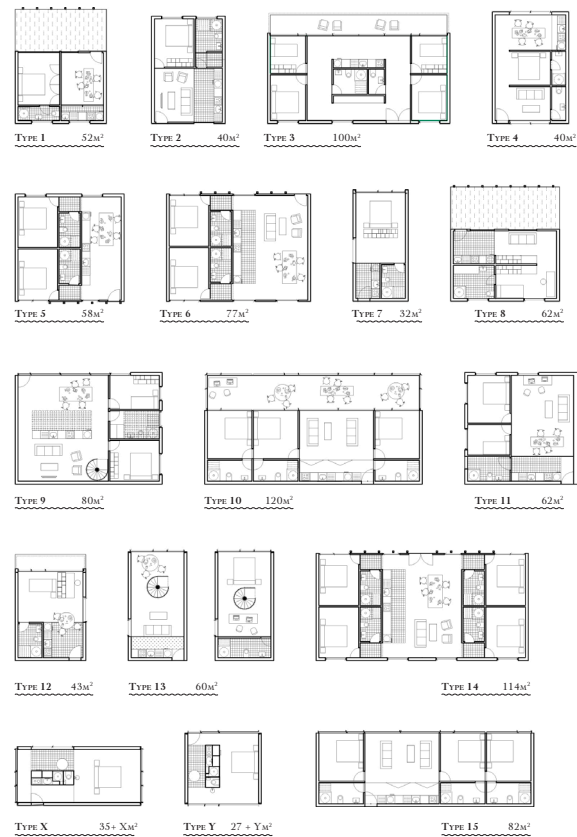 TYPE 1 52M²
TYPE 2 40M²
TYPE 3 100M²
TYPE 4 40M²
TYPE 5 58M²
TYPE 6 77M²
TYPE 7 32M²
TYPE 8 62M²
TYPE 9 80M²
TYPE 10 120M²
TYPE 11 62M²
TYPE 12 43M²
TYPE 13 60M²
TYPE 14 114M²
TYPE X 35+ XM²
TYPE Y 27 + YM²
TYPE 15 82M²